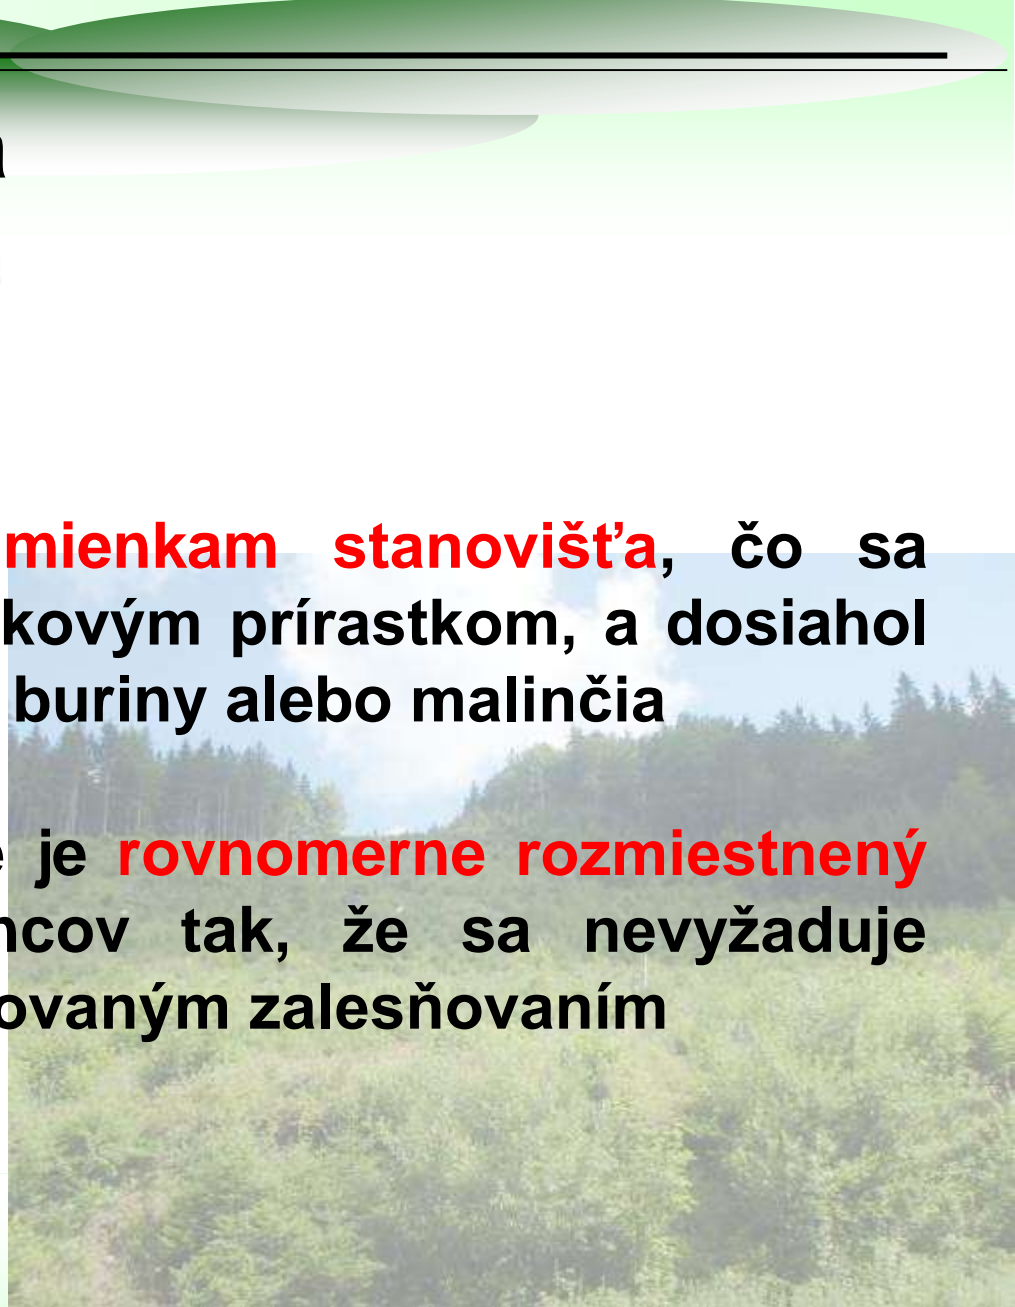 mienkam stanovišťa, čo sa
kovým prírastkom, a dosiahol
buriny alebo malinčia
je rovnomerne rozmiestnený
ncov tak, že sa nevyžaduje
ovaným zalesňovaním